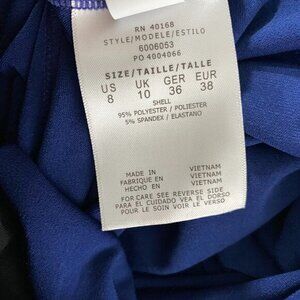 RN 40168
STYLE/MODELE/ESTILO
6006053
PO 4004066
SIZE/TAILLE/TALLE
US UK GER EUR
8 10 36 38
SHELL
95% POLYESTER / POLIESTER
5% SPANDEX / ELASTANO
MADE IN VIETNAM
FABRIQUE EN VIETNAM
HECHO EN VIETNAM
FOR CARE SEE REVERSE SIDE
PARA EL CUIDADO VEA EL DORSO
POUR LE SOIN VOIR LE VERSO